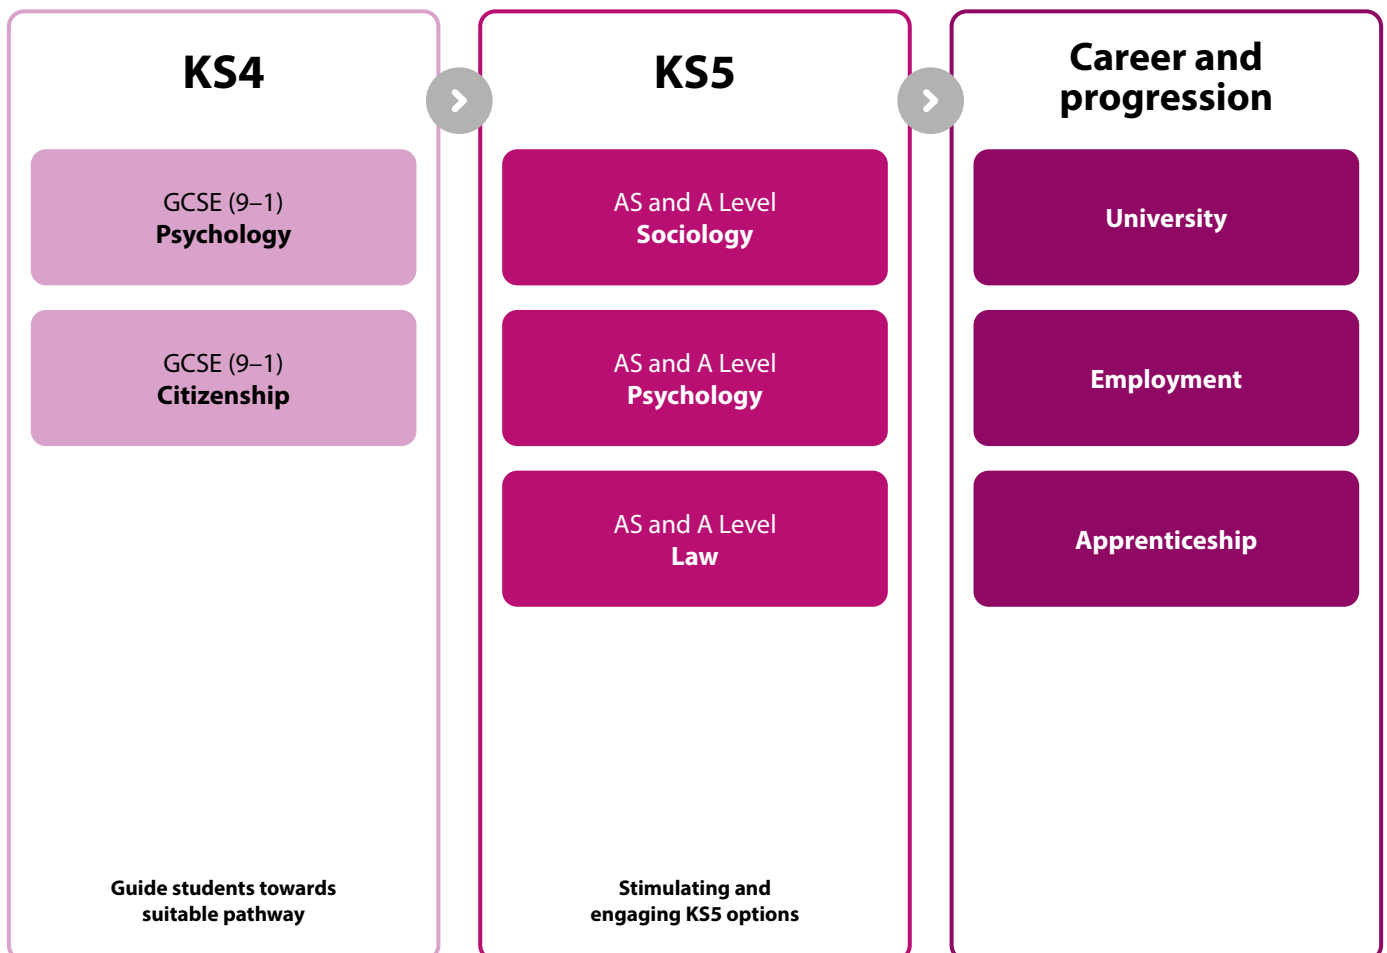 KS4
GCSE (9–1)
Psychology
GCSE (9–1)
Citizenship
Guide students towards
suitable pathway
KS5
AS and A Level
Sociology
AS and A Level
Psychology
AS and A Level
Law
Stimulating and
engaging KS5 options
Career and
progression
University
Employment
Apprenticeship